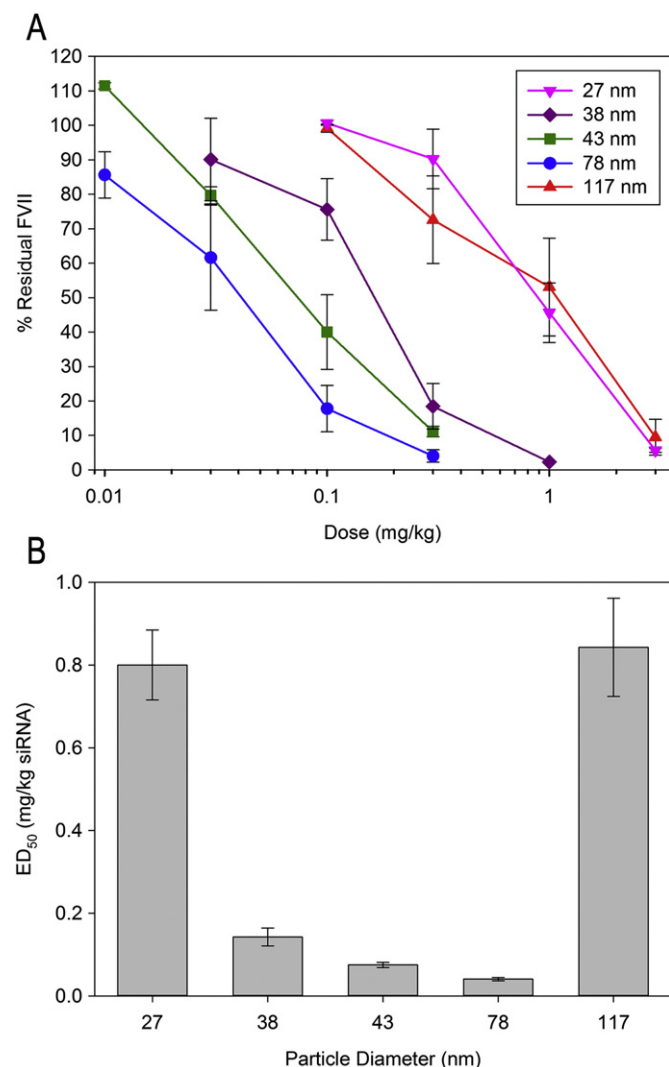 A
% Residual FVII
120
110
100
90
80
70
60
50
40
30
20
10
0
27 nm
38 nm
43 nm
78 nm
117 nm
0.01 0.1 1
Dose (mg/kg)
B
ED50 (mg/kg siRNA)
1.0
0.8
0.6
0.4
0.2
0.0
27 38 43 78 117
Particle Diameter (nm)